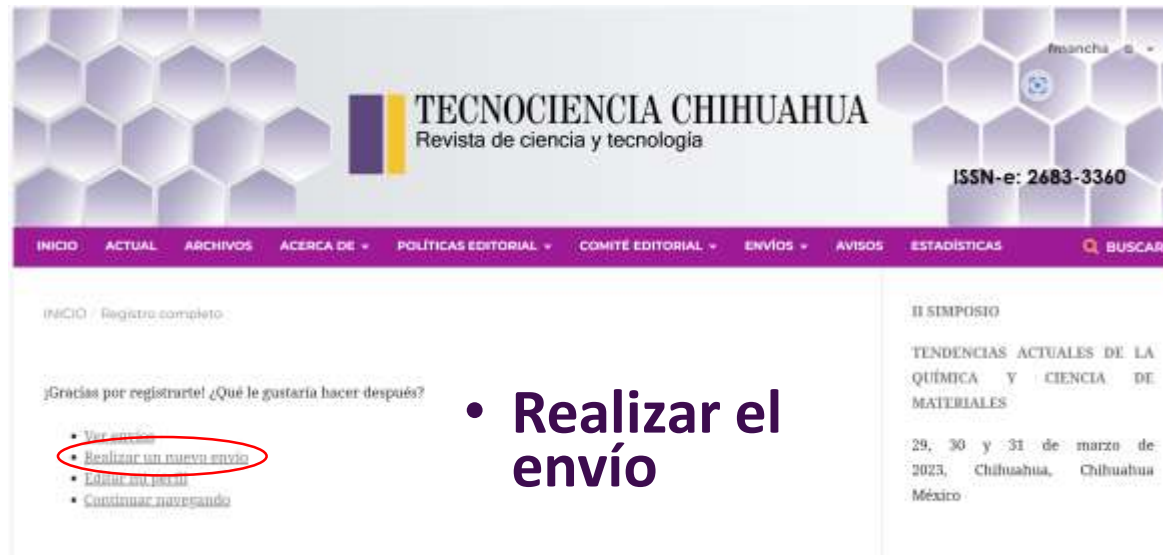 fmancha
TECNOCIENCIA CHIHUAHUA
Revista de ciencia y tecnología
ISSN-e: 2683-3360
INICIO ACTUAL ARCHIVOS ACERCA DE POLÍTICAS EDITORIAL COMITÉ EDITORIAL ENVÍOS AVISOS ESTADÍSTICAS BUSCAR
INICIO / Registro completo
¡Gracias por registrarte! ¿Qué le gustaría hacer después?
• Ver envíos
• Realizar un nuevo envío
• Editar mi perfil
• Continuar navegando
• Realizar el
envío
II SIMPOSIO
TENDENCIAS ACTUALES DE LA
QUÍMICA Y CIENCIA DE
MATERIALES
29, 30 y 31 de marzo de
2023, Chihuahua, Chihuahua
México